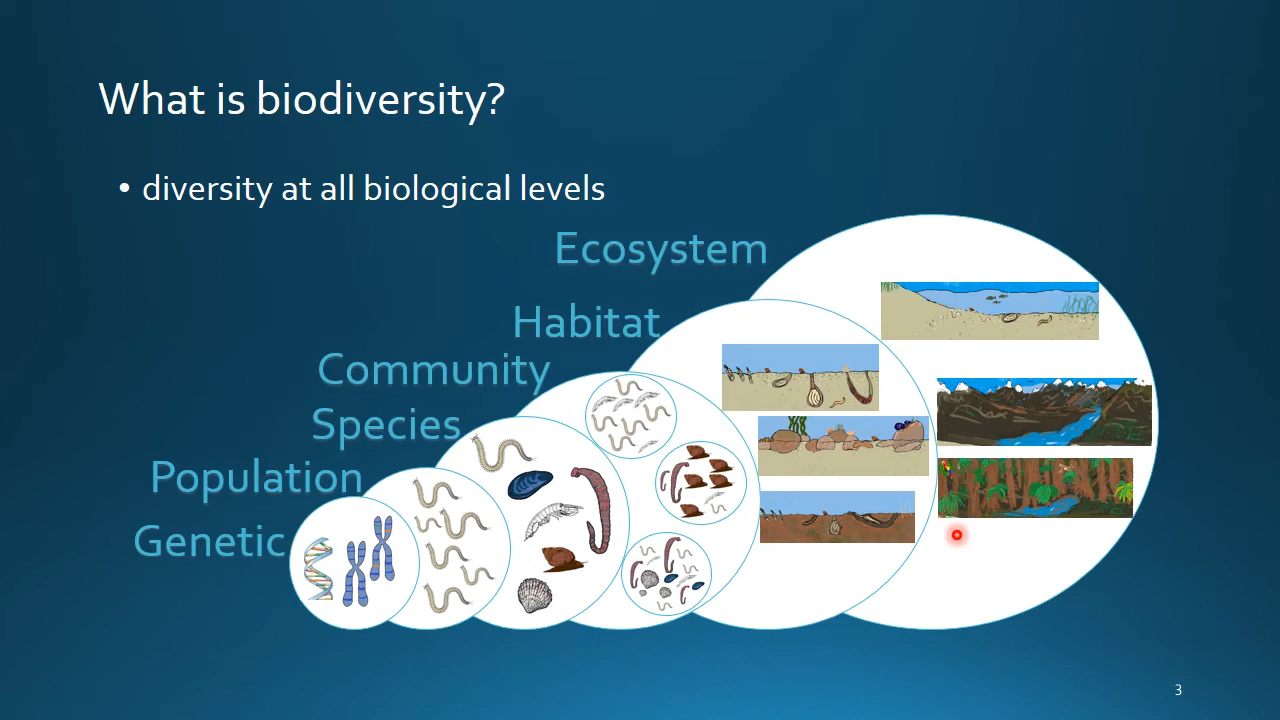 What is biodiversity?
• diversity at all biological levels
Ecosystem
Habitat
Community
Species
Population
Genetic
3